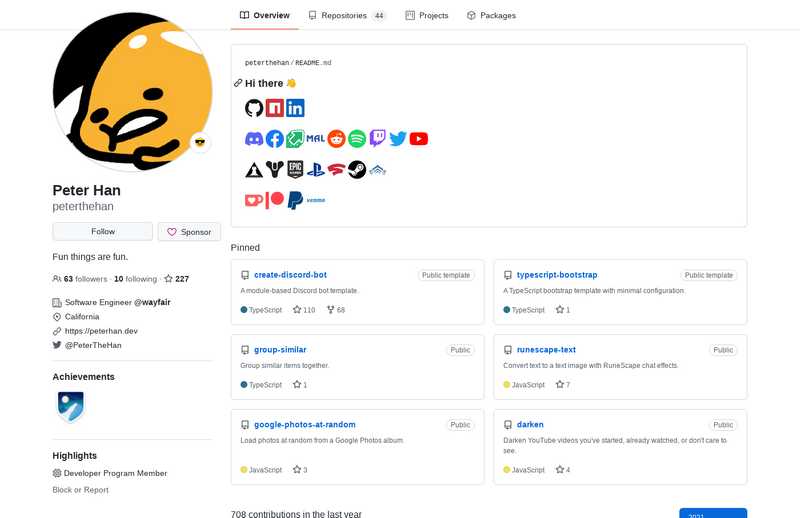 Overview
Repositories 44
Projects
Packages
peterthehan / README.md
Hi there 👋
MAL
EPIC
GAMES
venmo
Peter Han
peterthehan
Follow
Sponsor
Fun things are fun.
63 followers · 10 following · 227
Software Engineer @wayfair
California
https://peterhan.dev
@PeterTheHan
Achievements
Highlights
Developer Program Member
Block or Report
Pinned
create-discord-bot
Public template
A module-based Discord bot template.
TypeScript 110 68
typescript-bootstrap
Public template
A TypeScript bootstrap template with minimal configuration.
TypeScript 1
group-similar
Public
Group similar items together.
TypeScript 1
runescape-text
Public
Convert text to a text image with RuneScape chat effects.
JavaScript 7
google-photos-at-random
Public
Load photos at random from a Google Photos album.
JavaScript 3
darken
Public
Darken YouTube videos you've started, already watched, or don't care to
see.
JavaScript 4
708 contributions in the last year
2021